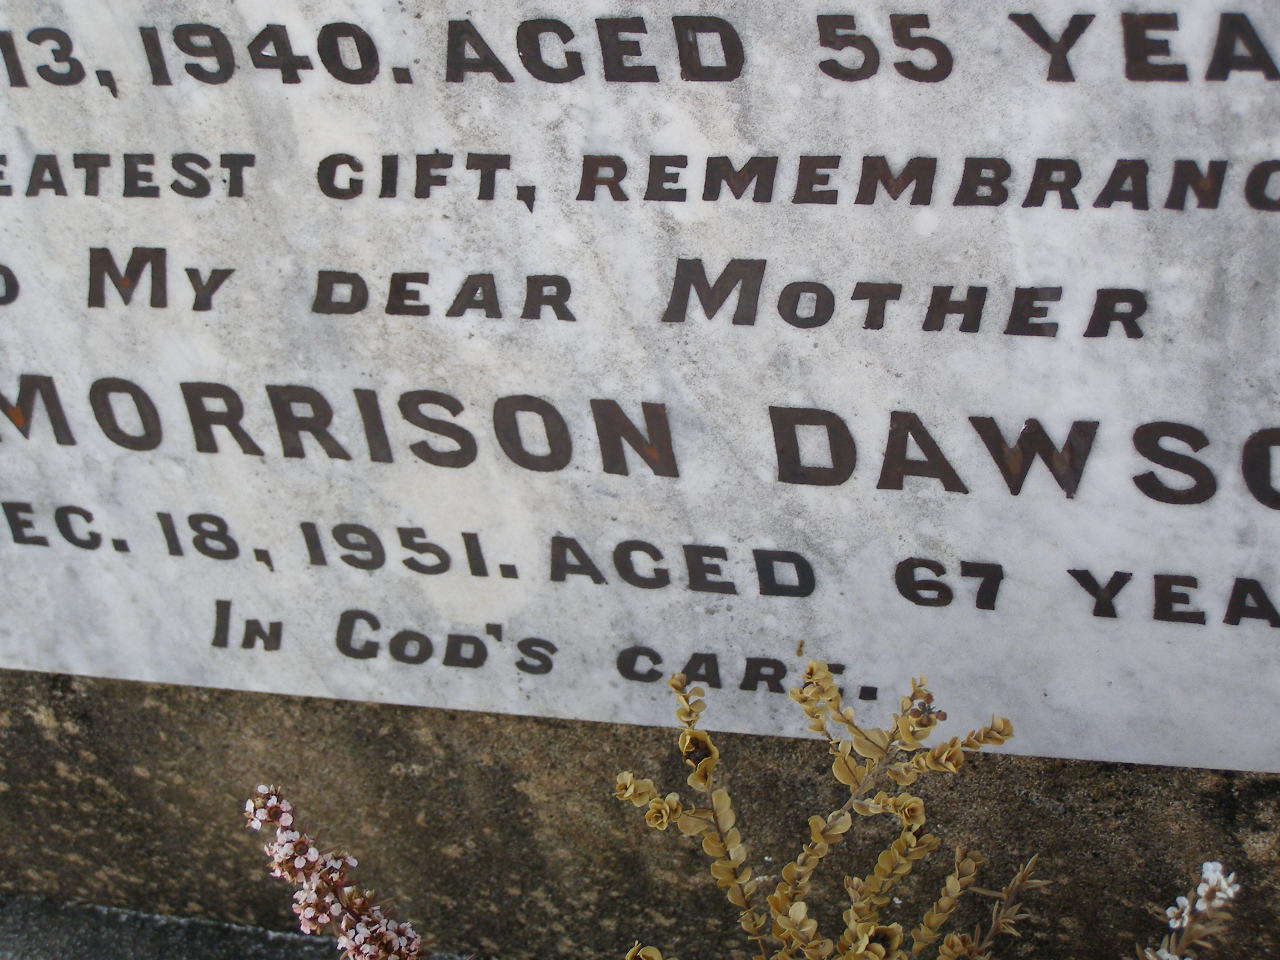 13, 1940. AGED 55 YEA
EATEST GIFT, REMEMBRANC
D MY DEAR MOTHER
MORRISON DAWSO
EC. 18, 1951. AGED 67 YEA
IN GOD'S CARE.